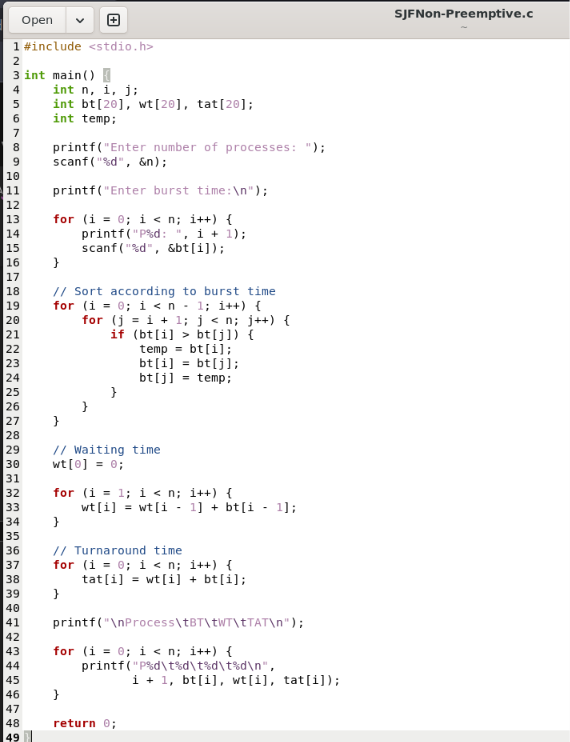 Open
SJFNon-Preemptive.c
~
1 #include <stdio.h>
2
3 int main() {
4     int n, i, j;
5     int bt[20], wt[20], tat[20];
6     int temp;
7
8     printf("Enter number of processes: ");
9     scanf("%d", &n);
10
11     printf("Enter burst time:\n");
12
13     for (i = 0; i < n; i++) {
14         printf("P%d: ", i + 1);
15         scanf("%d", &bt[i]);
16     }
17
18     // Sort according to burst time
19     for (i = 0; i < n - 1; i++) {
20         for (j = i + 1; j < n; j++) {
21             if (bt[i] > bt[j]) {
22                 temp = bt[i];
23                 bt[i] = bt[j];
24                 bt[j] = temp;
25             }
26         }
27     }
28
29     // Waiting time
30     wt[0] = 0;
31
32     for (i = 1; i < n; i++) {
33         wt[i] = wt[i - 1] + bt[i - 1];
34     }
35
36     // Turnaround time
37     for (i = 0; i < n; i++) {
38         tat[i] = wt[i] + bt[i];
39     }
40
41     printf("\nProcess\tBT\tWT\tTAT\n");
42
43     for (i = 0; i < n; i++) {
44         printf("P%d\t%d\t%d\t%d\n",
45                i + 1, bt[i], wt[i], tat[i]);
46     }
47
48     return 0;
49 }